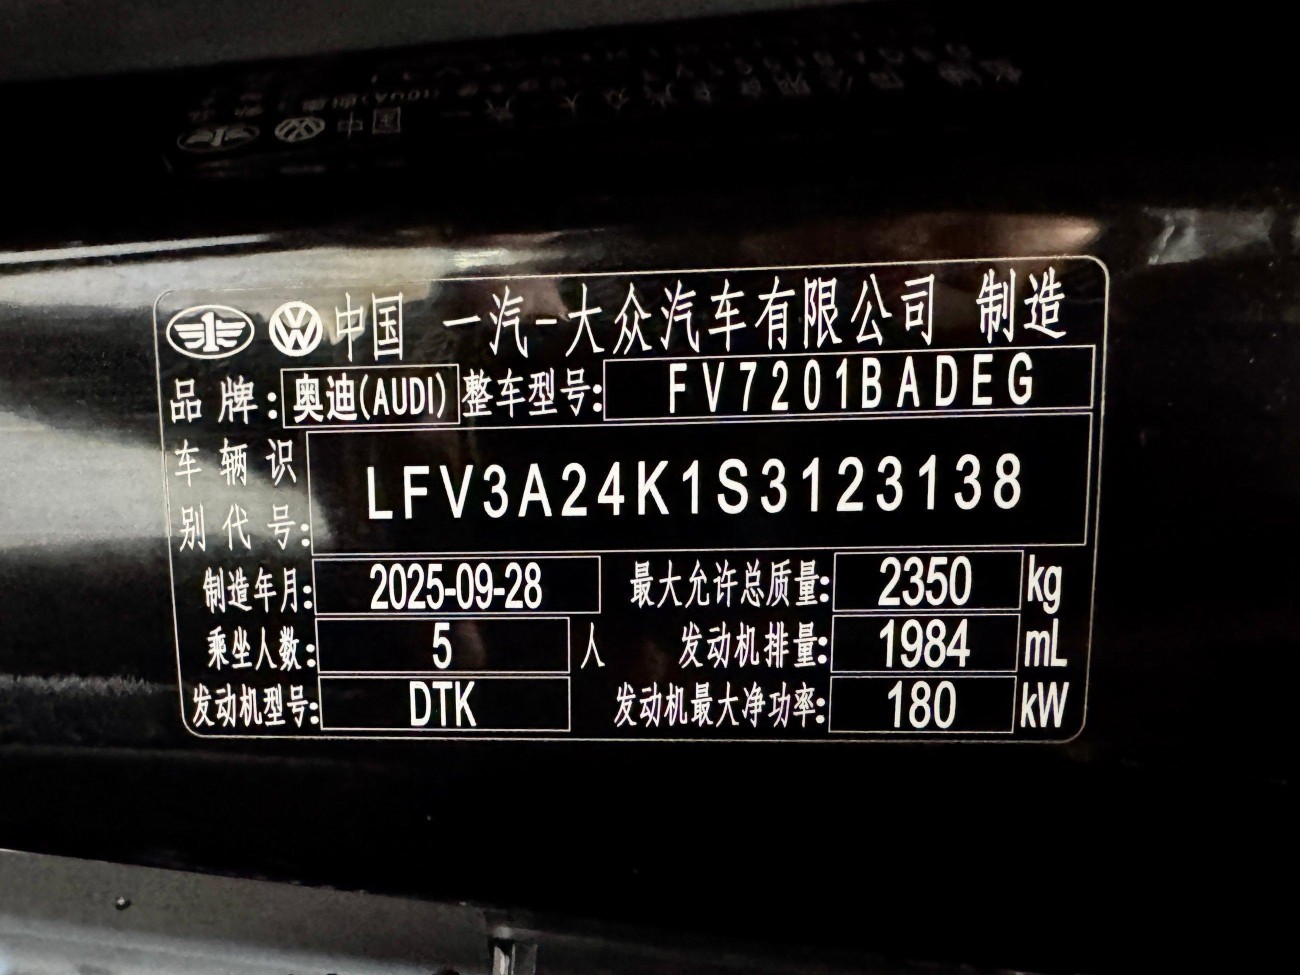 中国 一汽-大众汽车有限公司 制造
品牌: 奥迪(AUDI) 整车型号: FV7201BADEG
车辆识别代号: LFV3A24K1S3123138
制造年月: 2025-09-28 最大允许总质量: 2350 kg
乘坐人数: 5 人 发动机排量: 1984 mL
发动机型号: DTK 发动机最大净功率: 180 kW